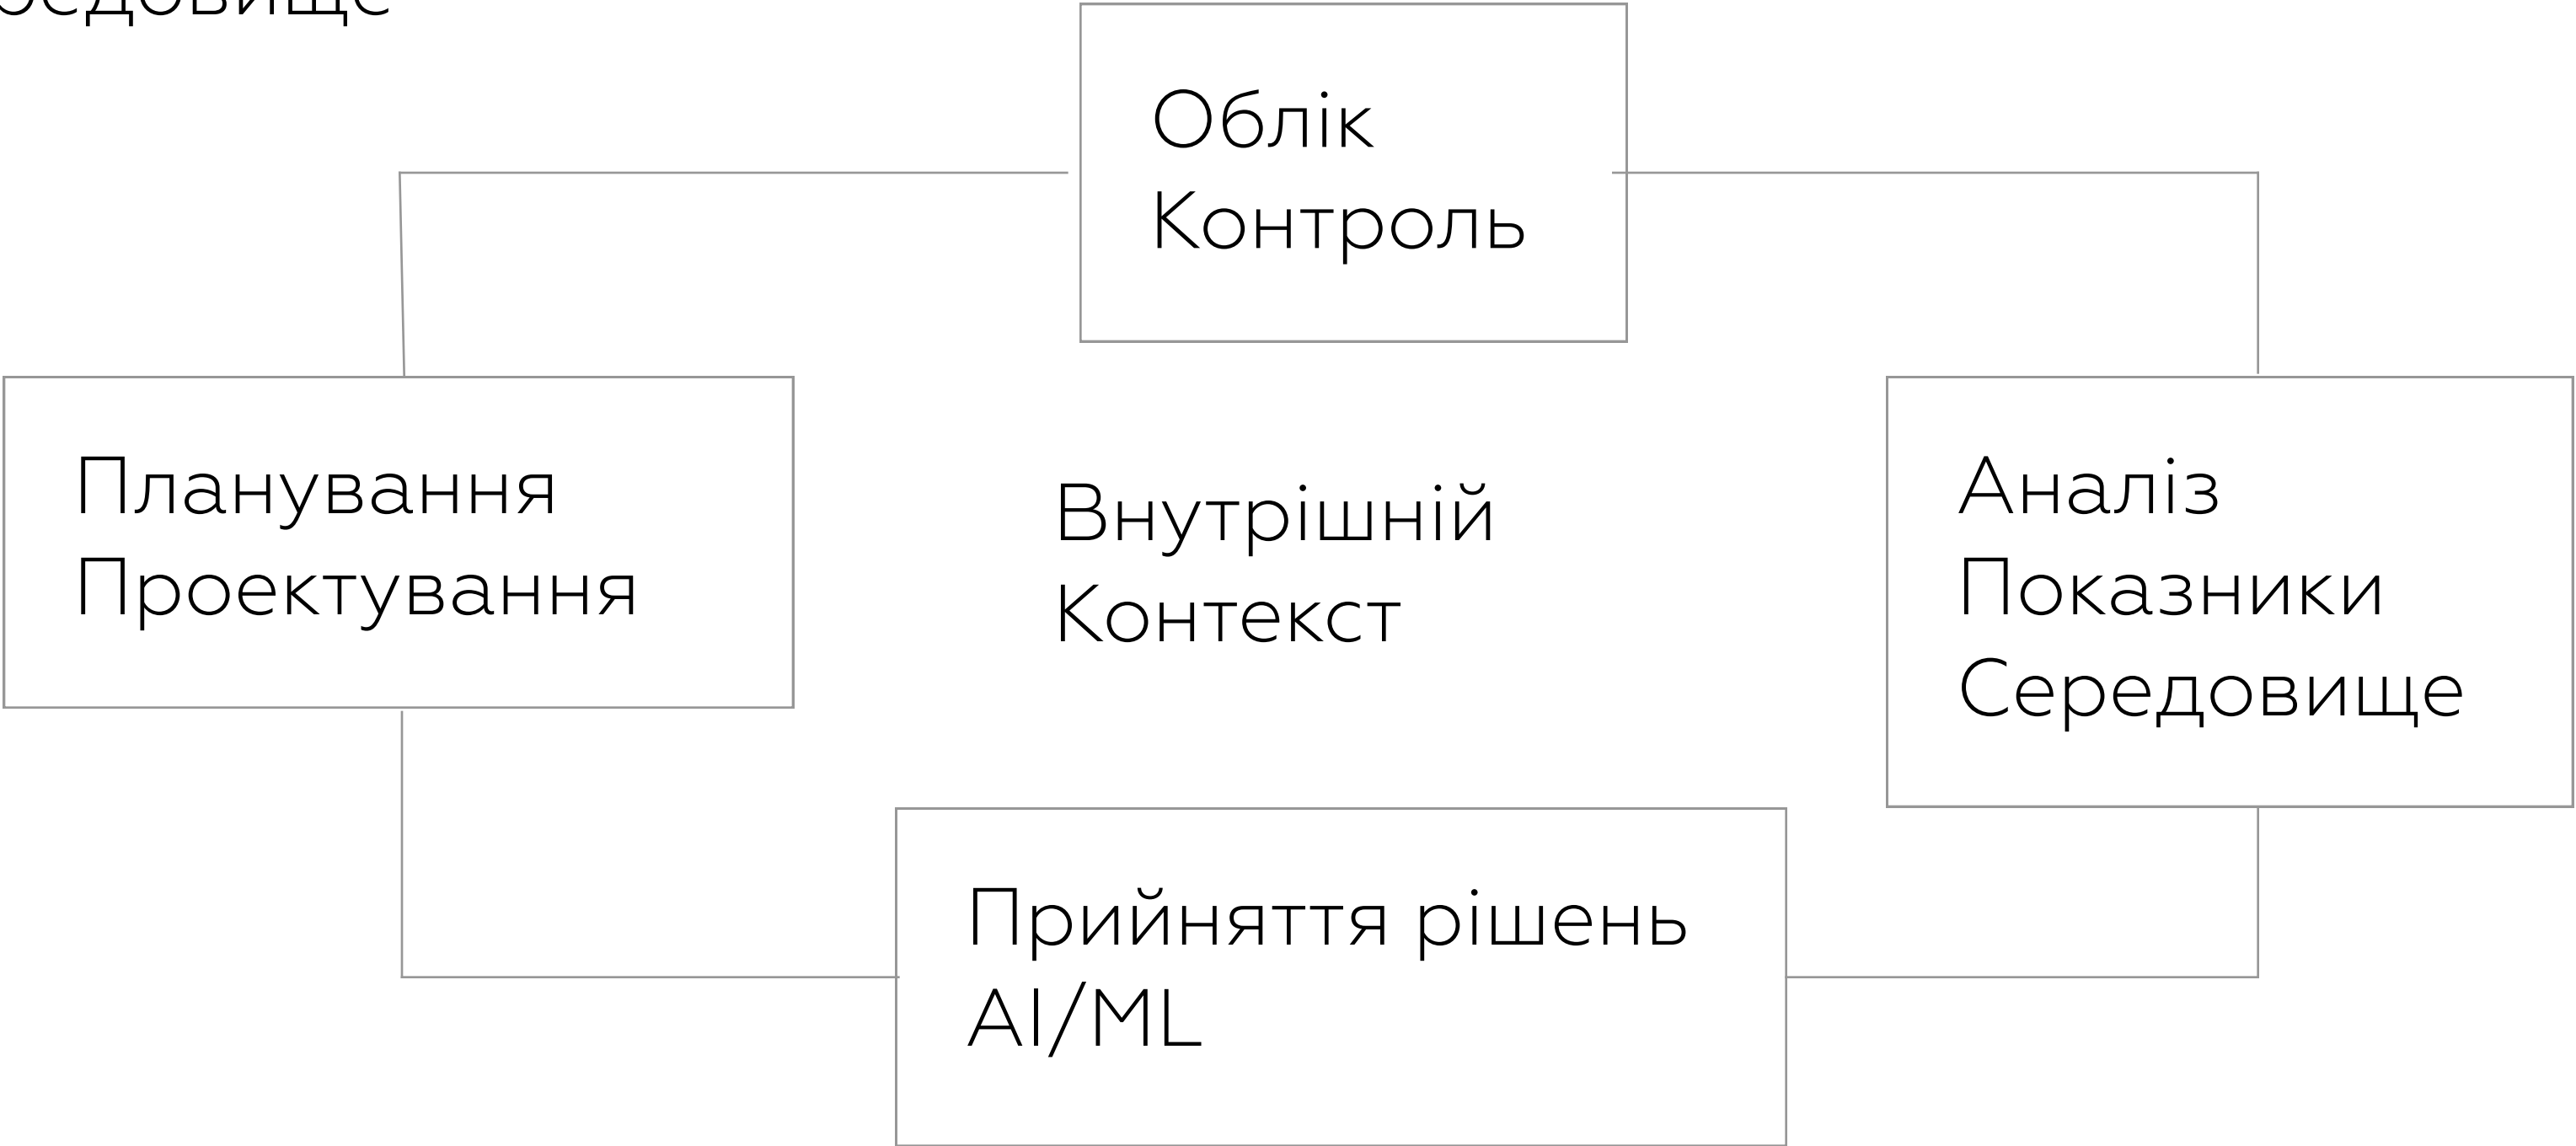 Облік
Контроль
Планування
Проектування
Внутрішній
Контекст
Аналіз
Показники
Середовище
Прийняття рішень
AI/ML